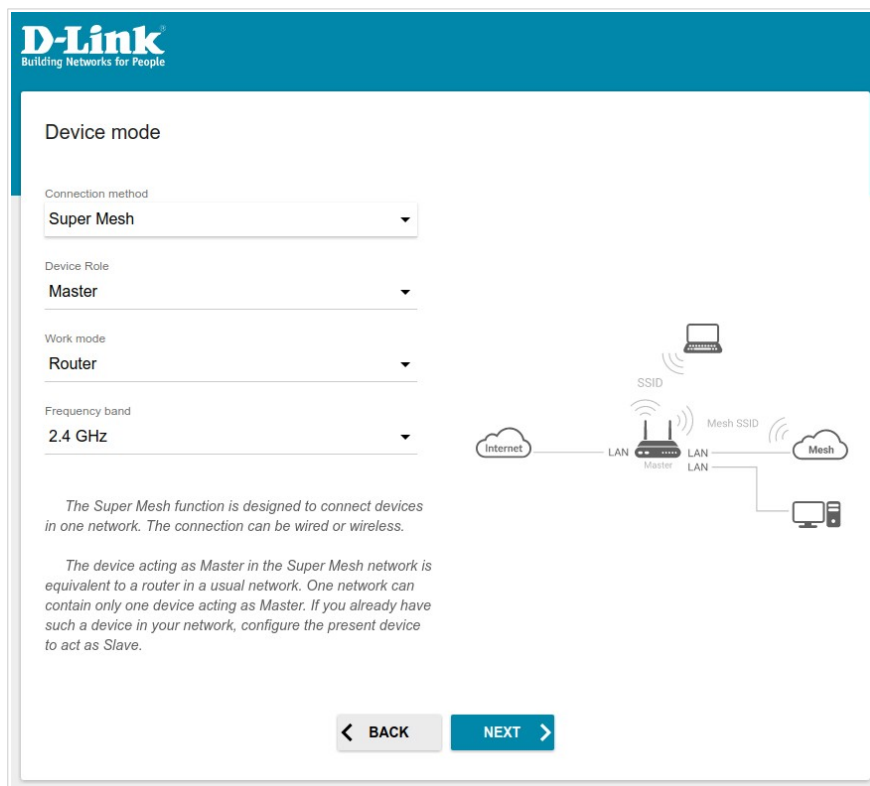 D-Link®
Building Networks for People
Device mode
Connection method
Super Mesh
Device Role
Master
Work mode
Router
Frequency band
2.4 GHz
The Super Mesh function is designed to connect devices
in one network. The connection can be wired or wireless.
The device acting as Master in the Super Mesh network is
equivalent to a router in a usual network. One network can
contain only one device acting as Master. If you already have
such a device in your network, configure the present device
to act as Slave.
SSID
Mesh SSID
Internet
LAN
LAN
Mesh
Master
LAN
BACK
NEXT